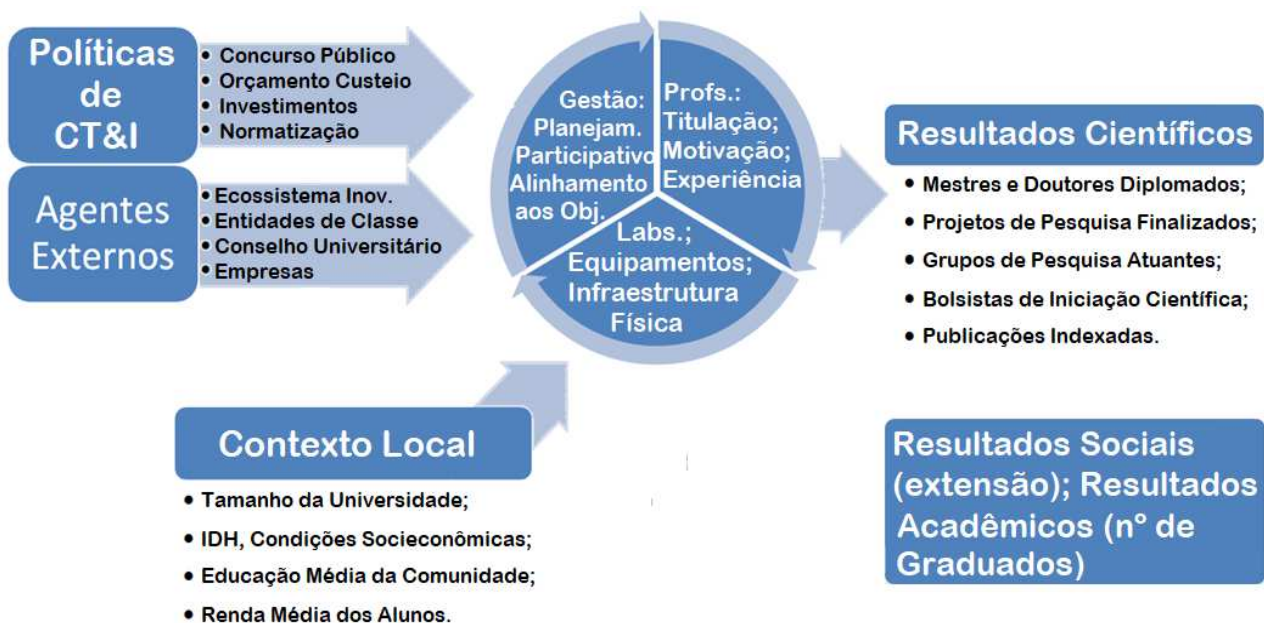 Políticas
de
CT&I
• Concurso Público
• Orçamento Custeio
• Investimentos
• Normatização
Agentes
Externos
• Ecossistema Inov.
• Entidades de Classe
• Conselho Universitário
• Empresas
Gestão:
Planejam.
Participativo
Alinhamento
aos Obj.
Profs.:
Titulação;
Motivação;
Experiência
Labs.;
Equipamentos;
Infraestrutura
Física
Resultados Científicos
• Mestres e Doutores Diplomados;
• Projetos de Pesquisa Finalizados;
• Grupos de Pesquisa Atuantes;
• Bolsistas de Iniciação Científica;
• Publicações Indexadas.
Contexto Local
• Tamanho da Universidade;
• IDH, Condições Socieconômicas;
• Educação Média da Comunidade;
• Renda Média dos Alunos.
Resultados Sociais
(extensão); Resultados
Acadêmicos (nº de
Graduados)